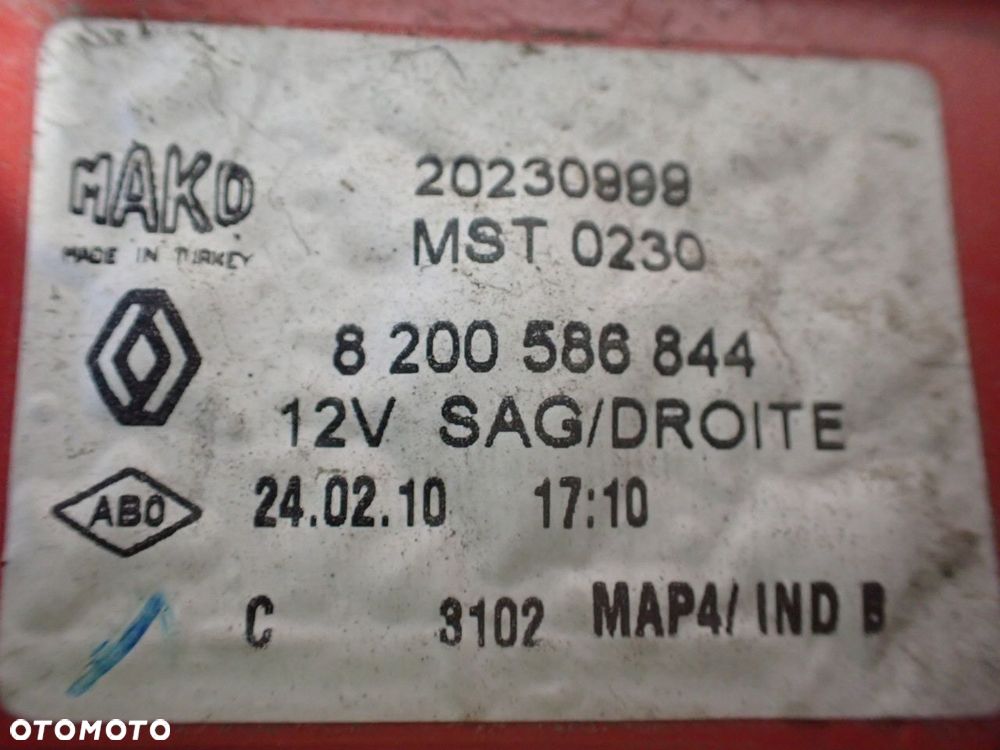 MAKO
MADE IN TURKEY
20230999
MST 0230
8 200 586 844
12V SAG/DROITE
ABO
24.02.10 17:10
C 3102 MAP4/ IND B
OTOMOTO